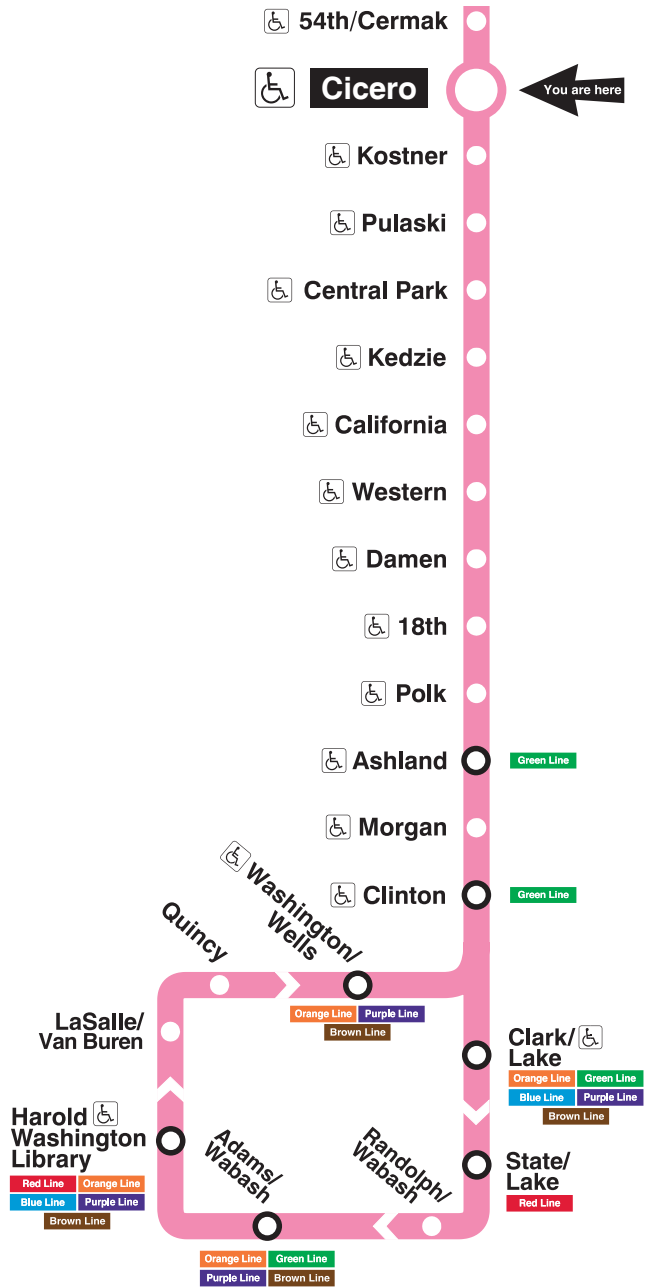 54th/Cermak
Cicero
You are here
Kostner
Pulaski
Central Park
Kedzie
California
Western
Damen
18th
Polk
Ashland
Green Line
Morgan
Clinton
Green Line
Clark/
Lake
Orange Line Green Line
Blue Line Purple Line
Brown Line
State/
Lake
Red Line
Randolph/
Wabash
Adams/
Wabash
Orange Line Green Line
Purple Line Brown Line
Harold
Washington
Library
Red Line Orange Line
Blue Line Purple Line
Brown Line
LaSalle/
Van Buren
Quincy
Washington/
Wells
Orange Line Purple Line
Brown Line